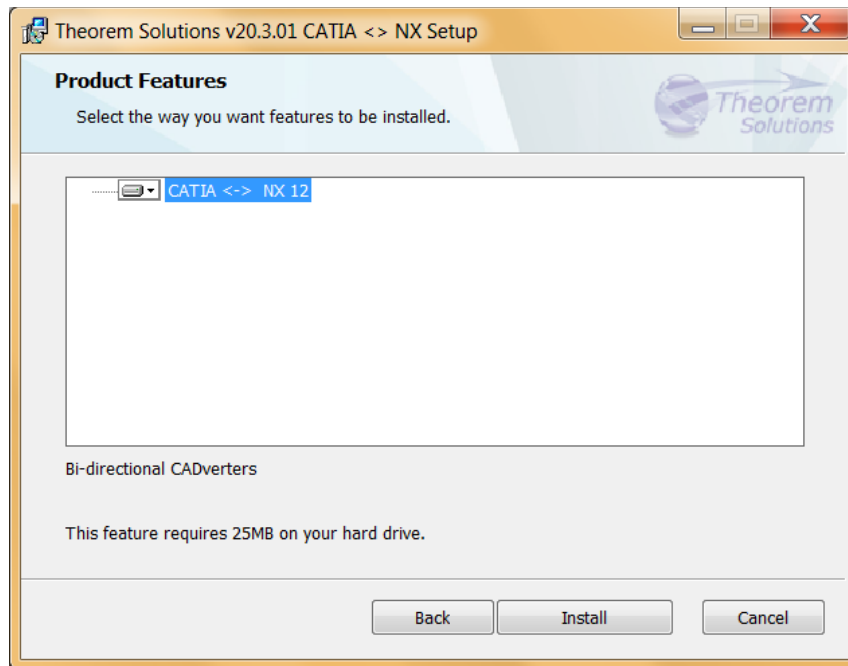 Theorem Solutions v20.3.01 CATIA <> NX Setup
Product Features
Select the way you want features to be installed.
Theorem
Solutions
CATIA <-> NX 12
Bi-directional CADverters
This feature requires 25MB on your hard drive.
Back Install Cancel